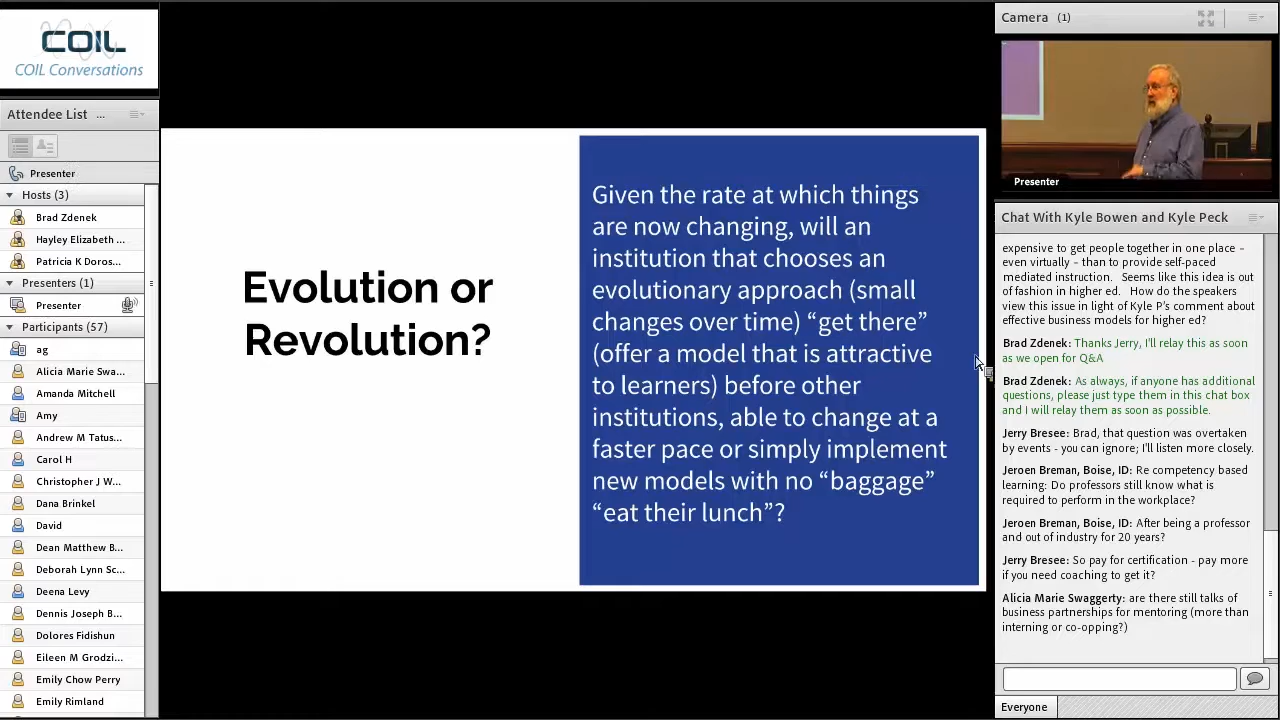 COIL
COIL Conversations
Attendee List ...
Presenter
Hosts (3)
Brad Zdenek
Hayley Elizabeth ...
Patricia K Doros...
Presenters (1)
Presenter
Participants (57)
ag
Alicia Marie Swa...
Amanda Mitchell
Amy
Andrew M Tatus...
Carol H
Christopher J W...
Dana Brinkel
David
Dean Matthew B...
Deborah Lynn Sc...
Deena Levy
Dennis Joseph B...
Dolores Fidishun
Eileen M Grodzi...
Emily Chow Perry
Emily Rimland
Evolution or
Revolution?
Given the rate at which things
are now changing, will an
institution that chooses an
evolutionary approach (small
changes over time) “get there”
(offer a model that is attractive
to learners) before other
institutions, able to change at a
faster pace or simply implement
new models with no “baggage”
“eat their lunch”?
Camera (1)
Presenter
Chat With Kyle Bowen and Kyle Peck
expensive to get people together in one place –
even virtually – than to provide self-paced
mediated instruction. Seems like this idea is out
of fashion in higher ed. How do the speakers
view this issue in light of Kyle P's comment about
effective business models for higher ed?
Brad Zdenek: Thanks Jerry, I'll relay this as soon
as we open for Q&A
Brad Zdenek: As always, if anyone has additional
questions, please just type them in this chat box
and I will relay them as soon as possible.
Jerry Bresee: Brad, that question was overtaken
by events - you can ignore; I'll listen more closely.
Jeroen Breman, Boise, ID: Re competency based
learning: Do professors still know what is
required to perform in the workplace?
Jeroen Breman, Boise, ID: After being a professor
and out of industry for 20 years?
Jerry Bresee: So pay for certification - pay more
if you need coaching to get it?
Alicia Marie Swaggerty: are there still talks of
business partnerships for mentoring (more than
interning or co-opping?)
Everyone